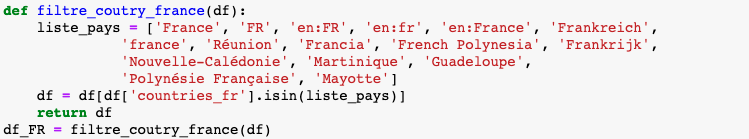 def filtre_coutry_france(df):
    liste_pays = ['France', 'FR', 'en:FR', 'en:fr', 'en:France', 'Frankreich',
                'france', 'Réunion', 'Francia', 'French Polynesia', 'Frankrijk',
                'Nouvelle-Calédonie', 'Martinique', 'Guadeloupe',
                'Polynésie Française', 'Mayotte']
    df = df[df['countries_fr'].isin(liste_pays)]
    return df
df_FR = filtre_coutry_france(df)